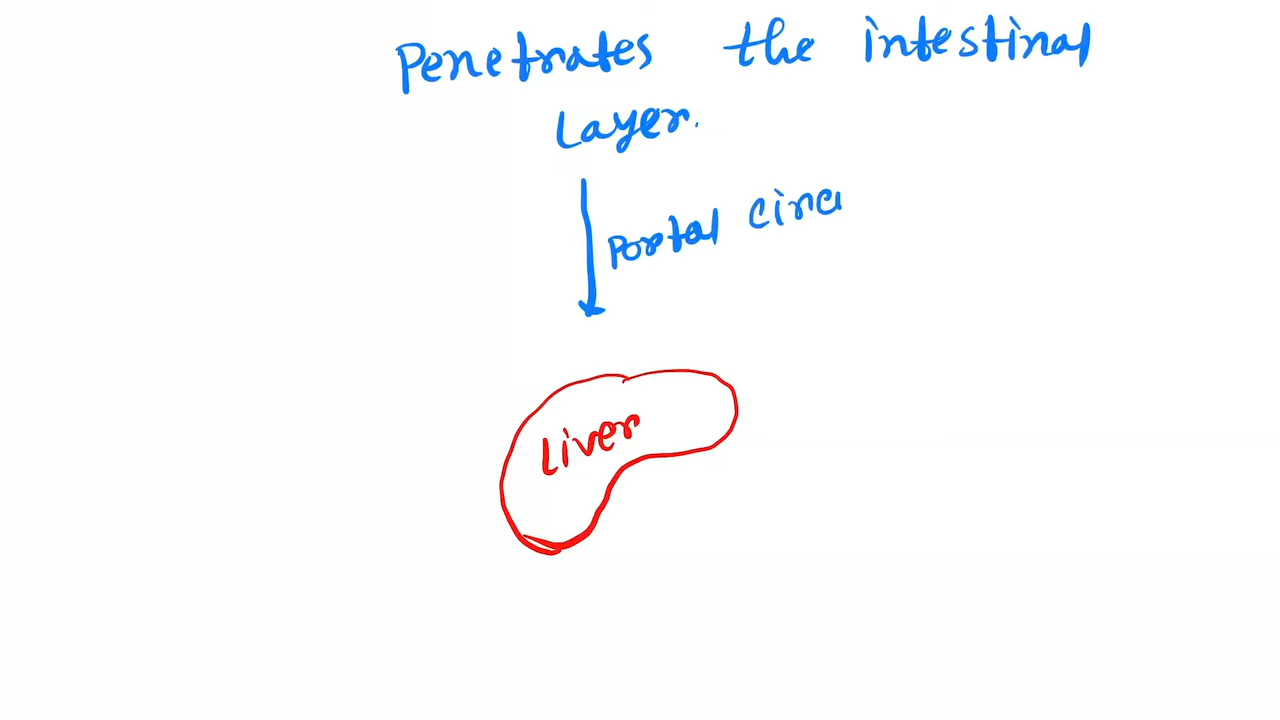 Penetrates the intestinal
Layer.
Portal circ
Liver